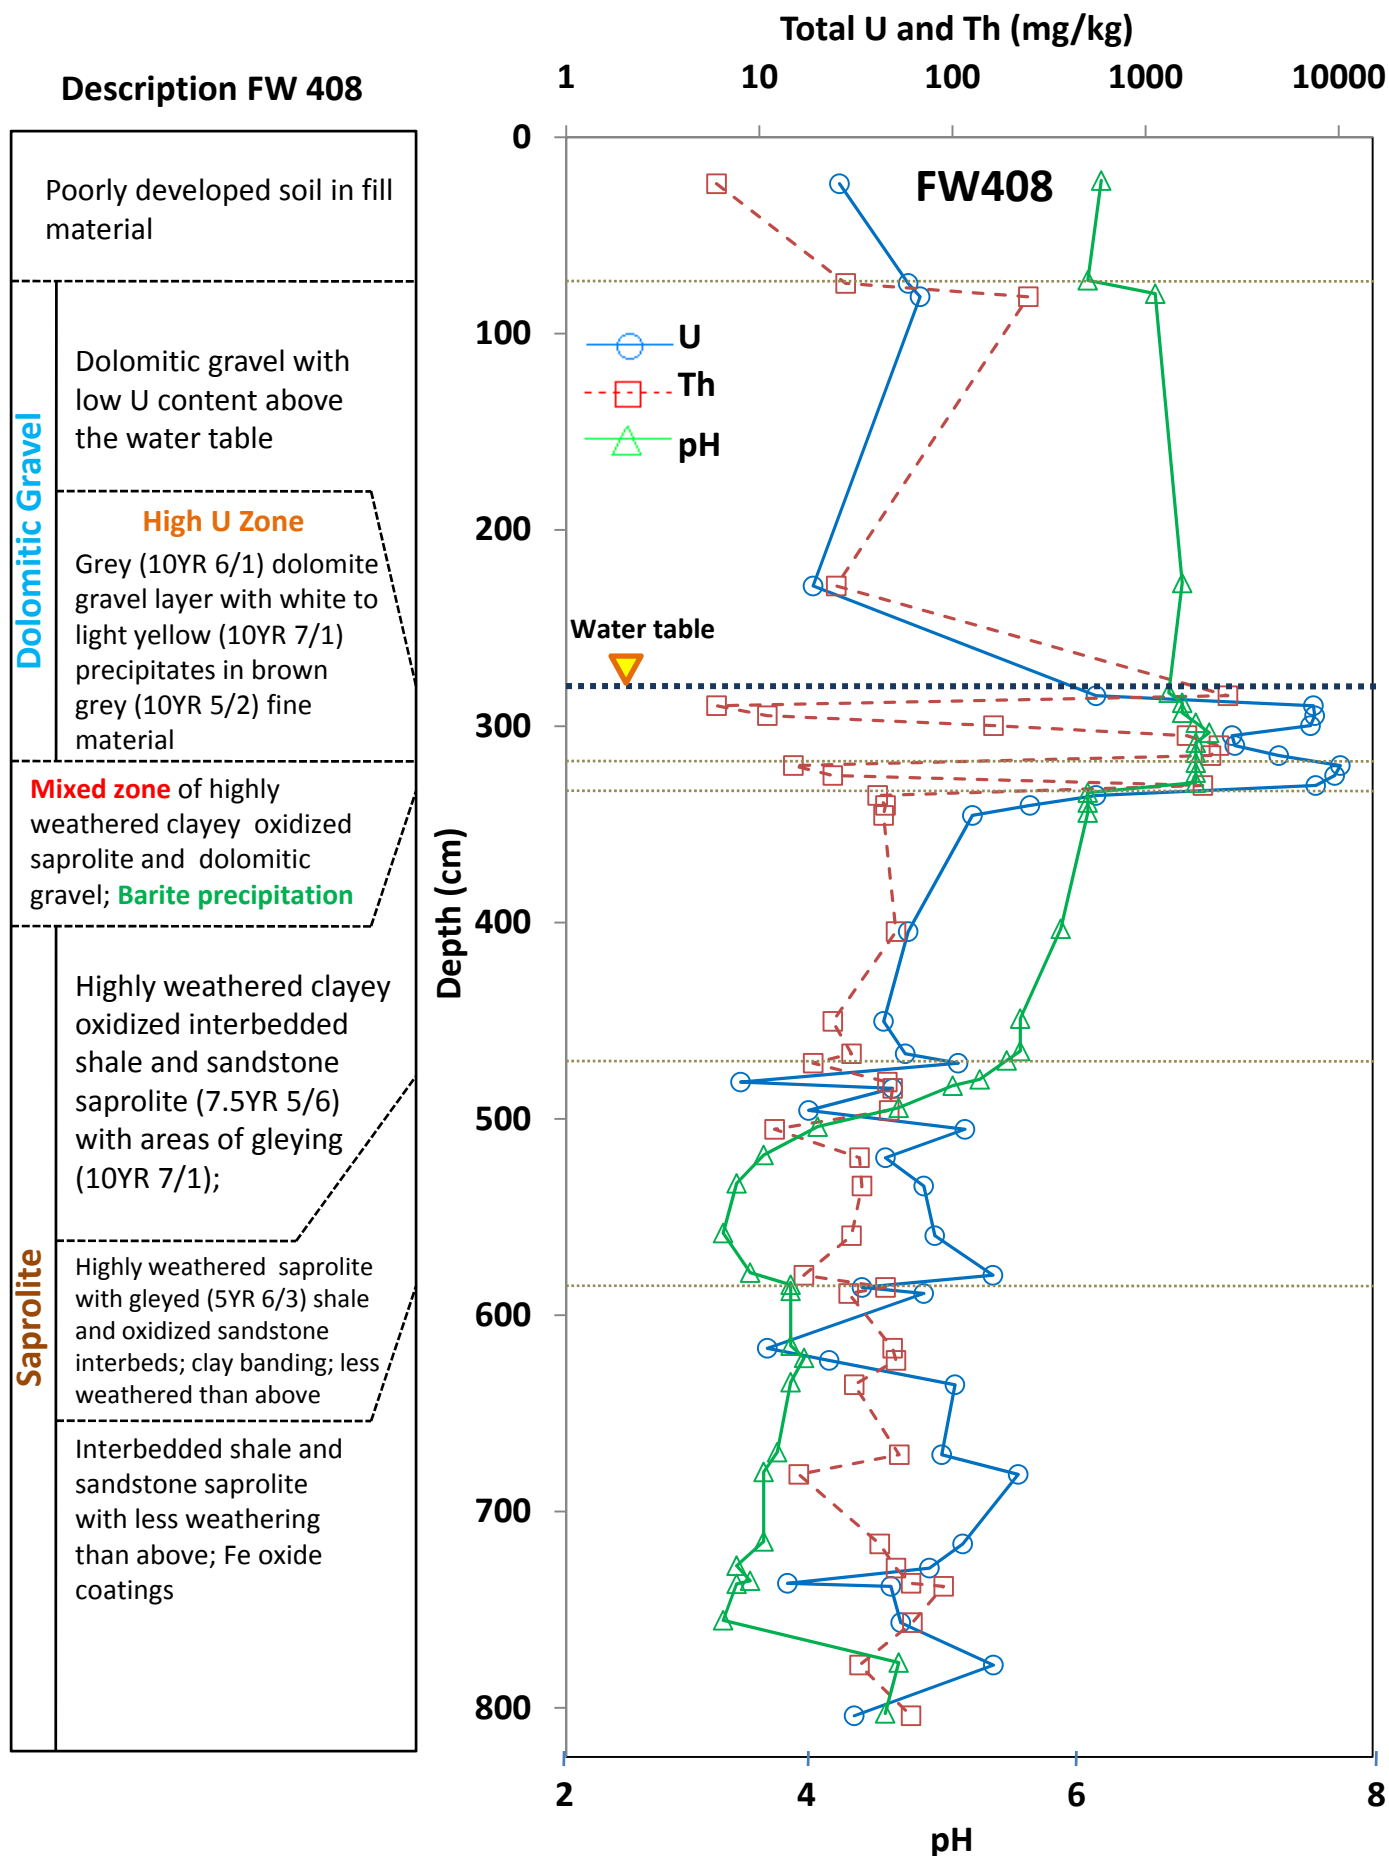 Total U and Th (mg/kg)
1 10 100 1000 10000
Description FW 408
Poorly developed soil in fill
material
Dolomitic Gravel
Dolomitic gravel with
low U content above
the water table
High U Zone
Grey (10YR 6/1) dolomite
gravel layer with white to
light yellow (10YR 7/1)
precipitates in brown
grey (10YR 5/2) fine
material
Mixed zone of highly
weathered clayey oxidized
saprolite and dolomitic
gravel; Barite precipitation
Saprolite
Highly weathered clayey
oxidized interbedded
shale and sandstone
saprolite (7.5YR 5/6)
with areas of gleying
(10YR 7/1);
Highly weathered saprolite
with gleyed (5YR 6/3) shale
and oxidized sandstone
interbeds; clay banding; less
weathered than above
Interbedded shale and
sandstone saprolite
with less weathering
than above; Fe oxide
coatings
Depth (cm)
0
100
200
300
400
500
600
700
800
FW408
U
Th
pH
Water table
2 4 6 8
pH